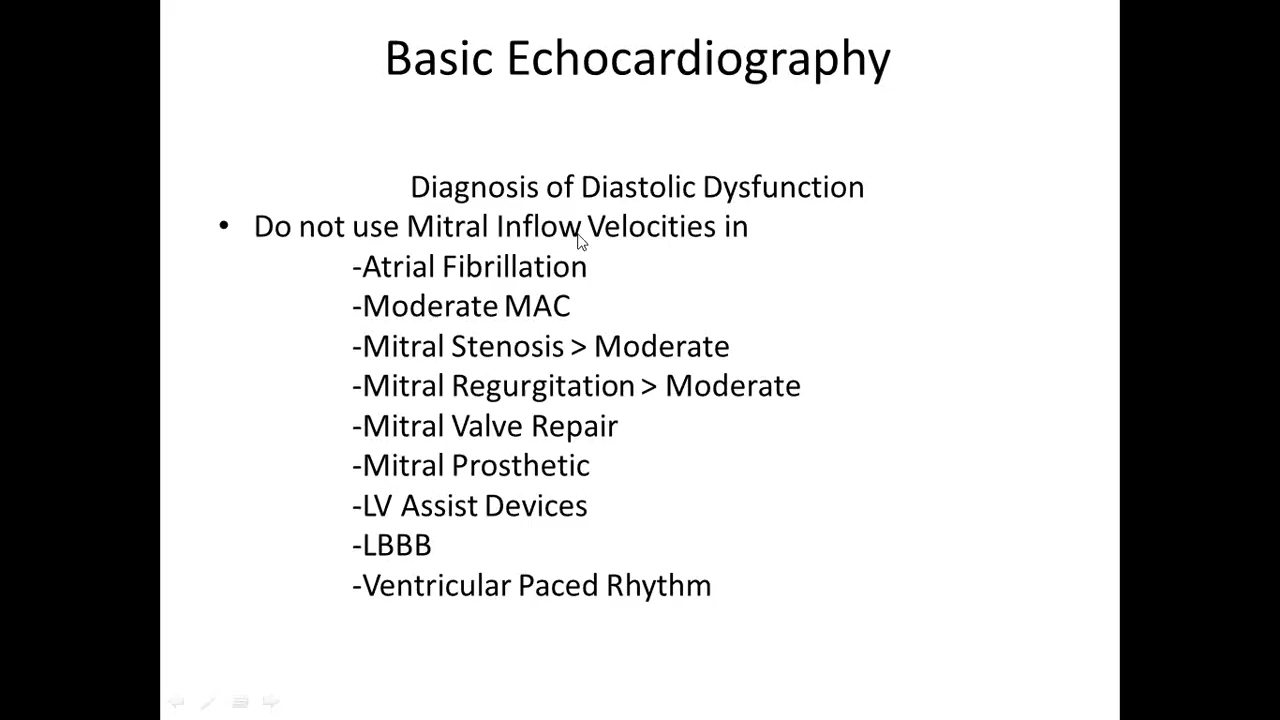 Basic Echocardiography
Diagnosis of Diastolic Dysfunction
• Do not use Mitral Inflow Velocities in
-Atrial Fibrillation
-Moderate MAC
-Mitral Stenosis > Moderate
-Mitral Regurgitation > Moderate
-Mitral Valve Repair
-Mitral Prosthetic
-LV Assist Devices
-LBBB
-Ventricular Paced Rhythm